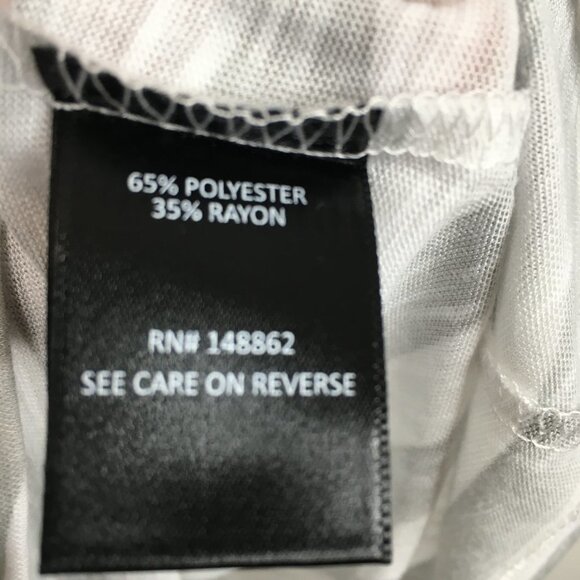 65% POLYESTER
35% RAYON
RN# 148862
SEE CARE ON REVERSE